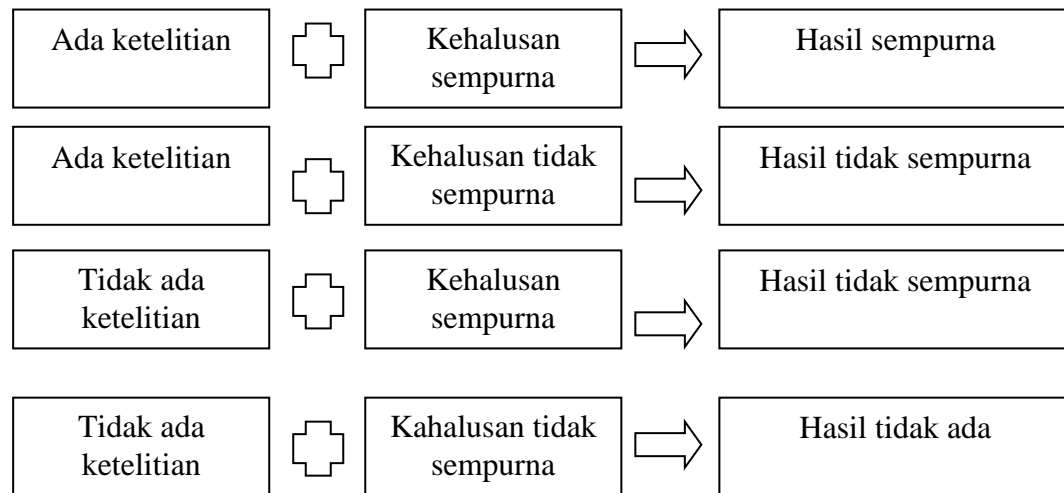 Ada ketelitian
Kehalusan
sempurna
Hasil sempurna
Ada ketelitian
Kehalusan tidak
sempurna
Hasil tidak sempurna
Tidak ada
ketelitian
Kehalusan
sempurna
Hasil tidak sempurna
Tidak ada
ketelitian
Kahalusan tidak
sempurna
Hasil tidak ada